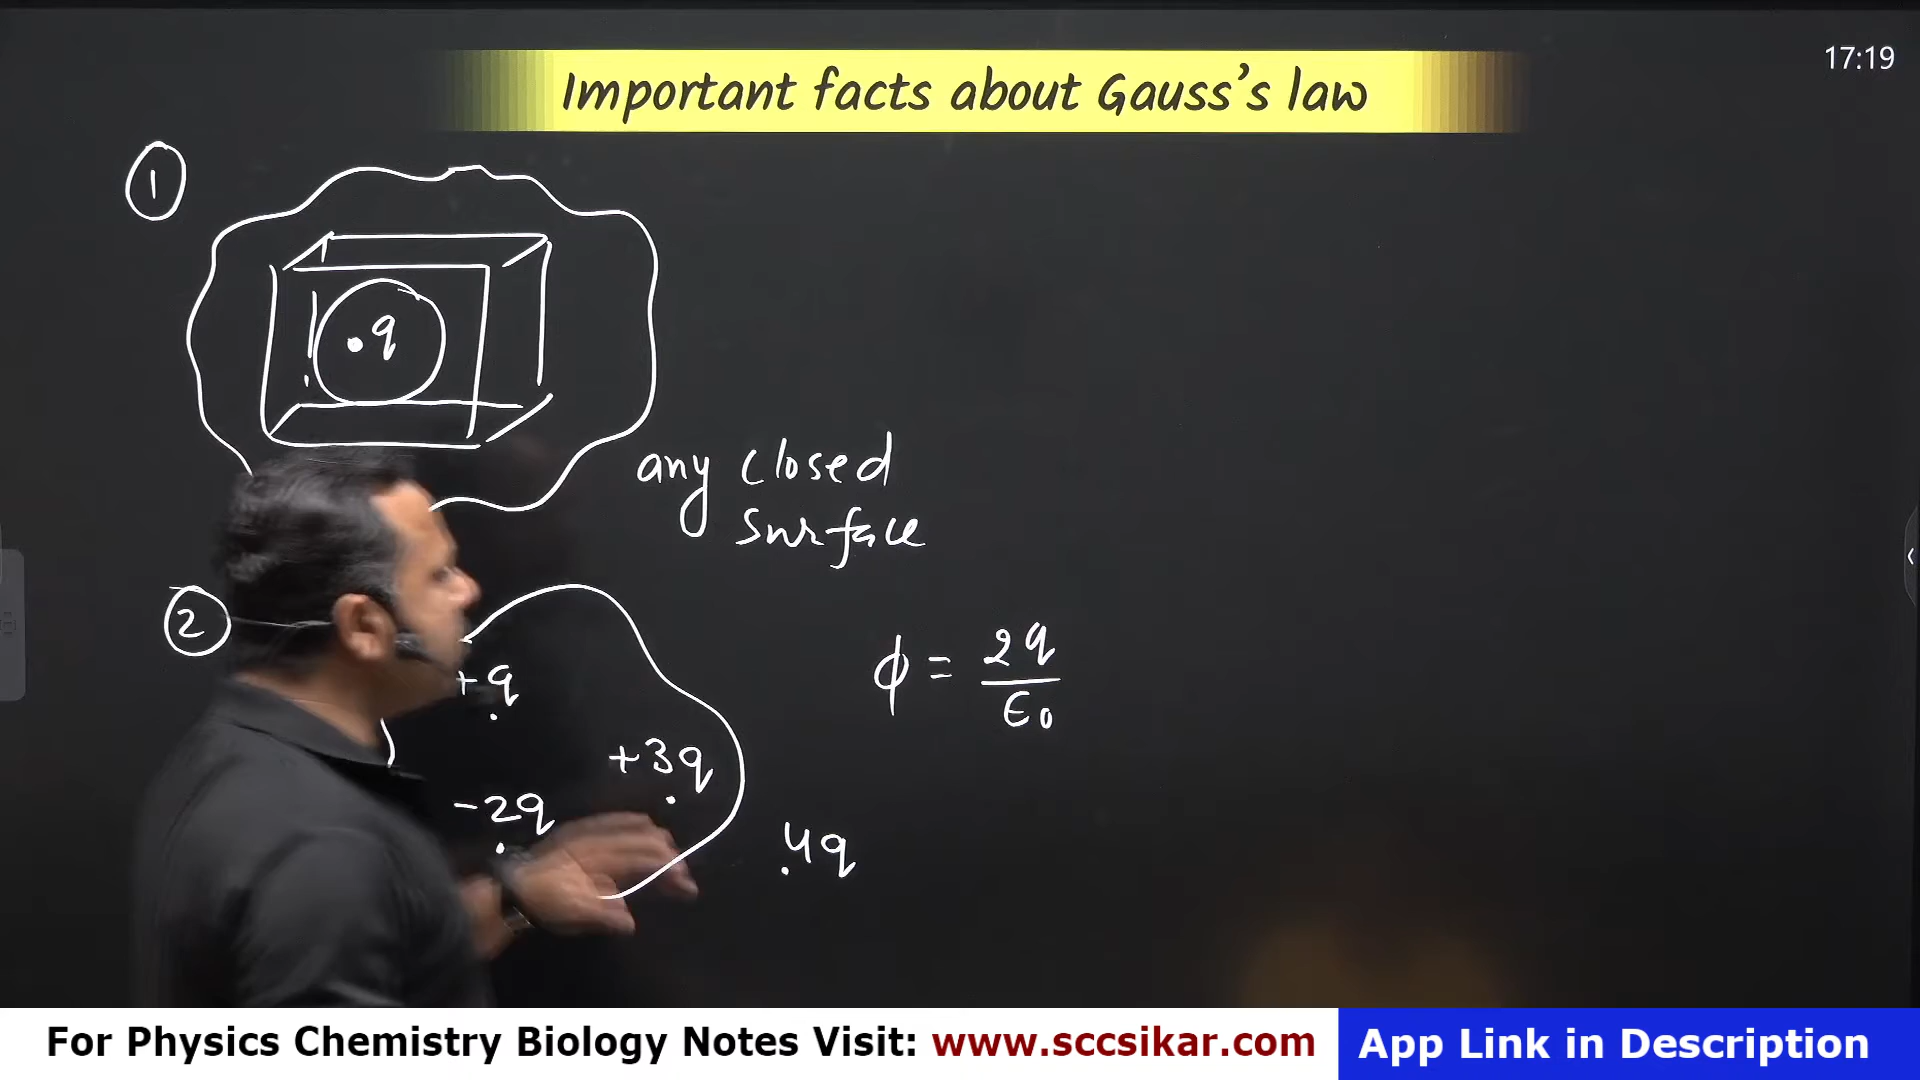 17:19
Important facts about Gauss's law
1
q
any closed
surface
2
+q
+3q
-2q
4q
ϕ = 2q/ε0
For Physics Chemistry Biology Notes Visit: www.sccsikar.com
App Link in Description